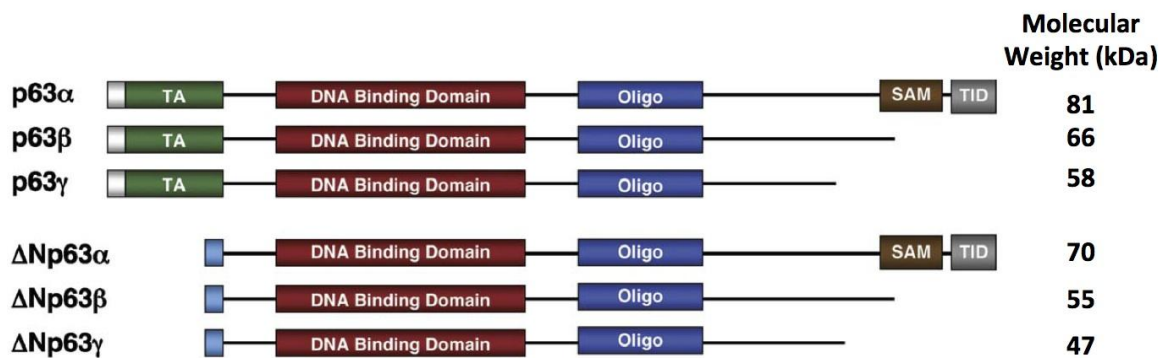 Molecular
Weight (kDa)
p63α TA DNA Binding Domain Oligo SAM TID 81
p63β TA DNA Binding Domain Oligo 66
p63γ TA DNA Binding Domain Oligo 58
ΔNp63α DNA Binding Domain Oligo SAM TID 70
ΔNp63β DNA Binding Domain Oligo 55
ΔNp63γ DNA Binding Domain Oligo 47